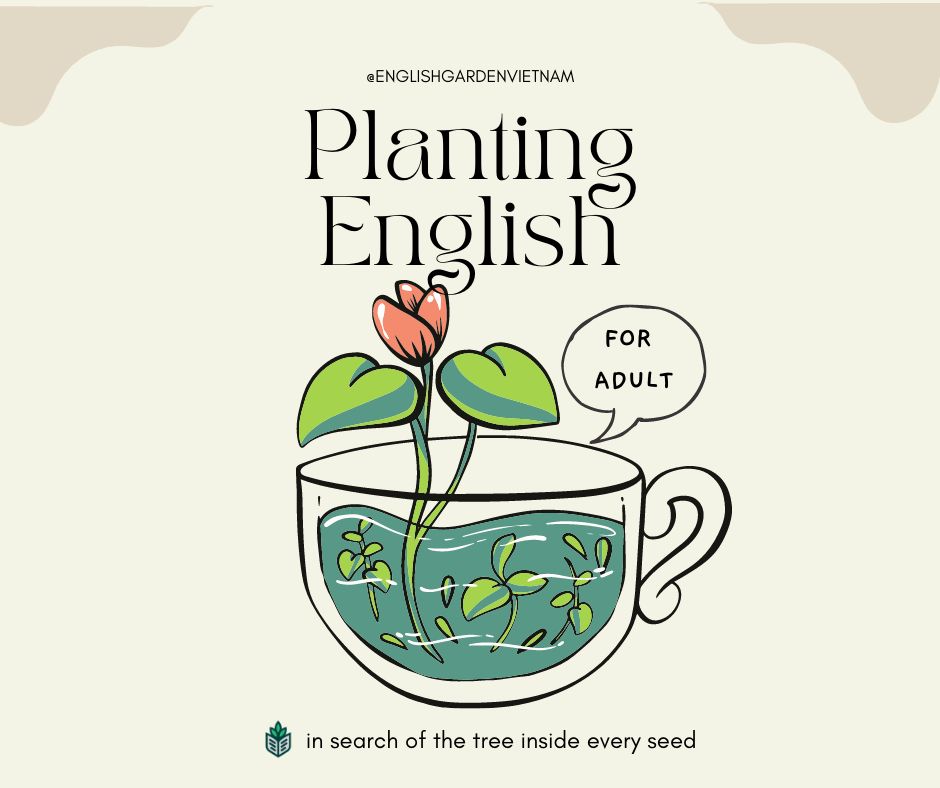 @ENGLISHGARDENVIETNAM
Planting
English
FOR
ADULT
in search of the tree inside every seed